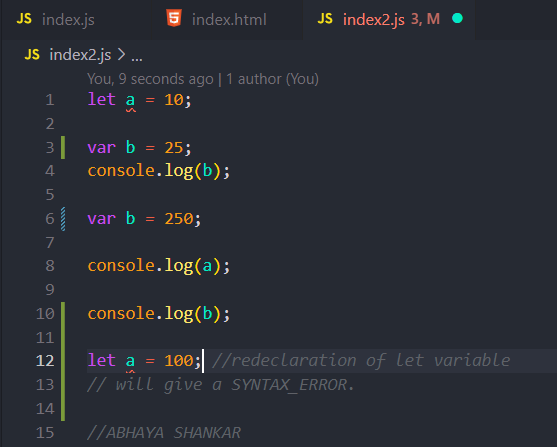 JS index.js
5 index.html
JS index2.js 3, M
JS index2.js > ...
You, 9 seconds ago | 1 author (You)
1 let a = 10;
2
3 var b = 25;
4 console.log(b);
5
6 var b = 250;
7
8 console.log(a);
9
10 console.log(b);
11
12 let a = 100; //redeclaration of let variable
13 // will give a SYNTAX_ERROR.
14
15 //ABHAYA SHANKAR